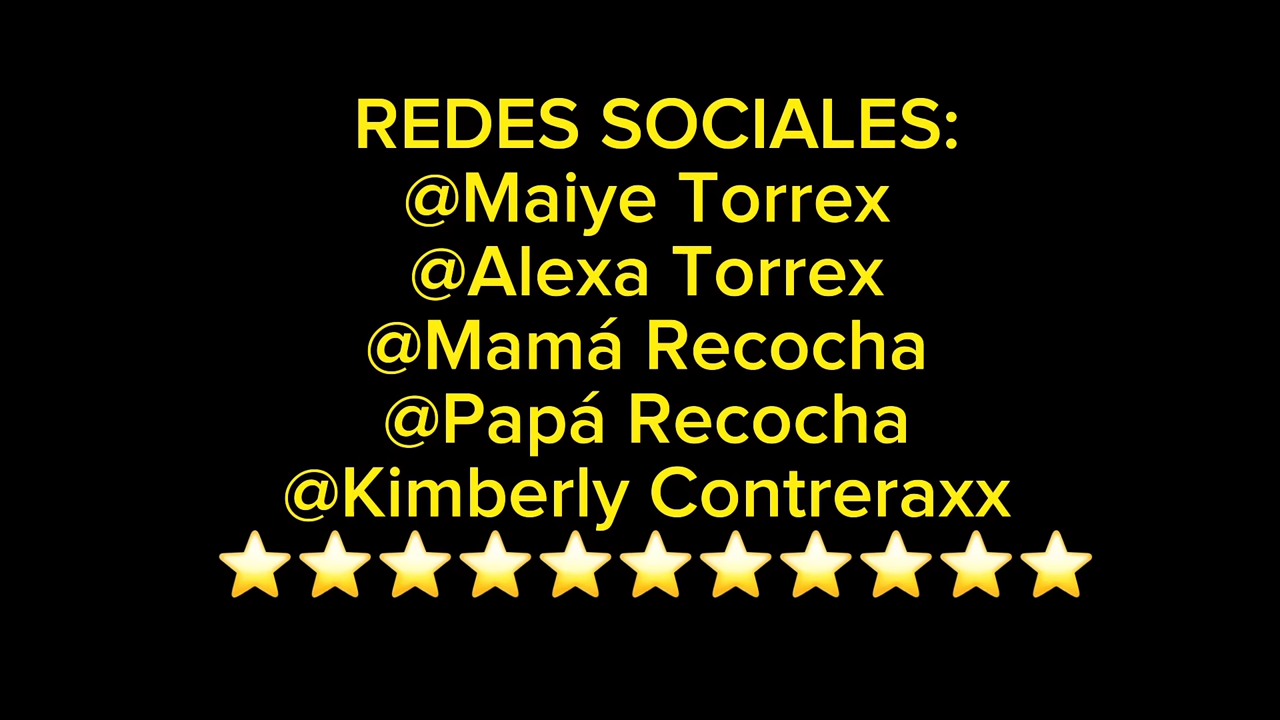 REDES SOCIALES:
@Maiye Torrex
@Alexa Torrex
@Mamá Recocha
@Papá Recocha
@Kimberly Contreraxx
⭐⭐⭐⭐⭐⭐⭐⭐⭐⭐⭐